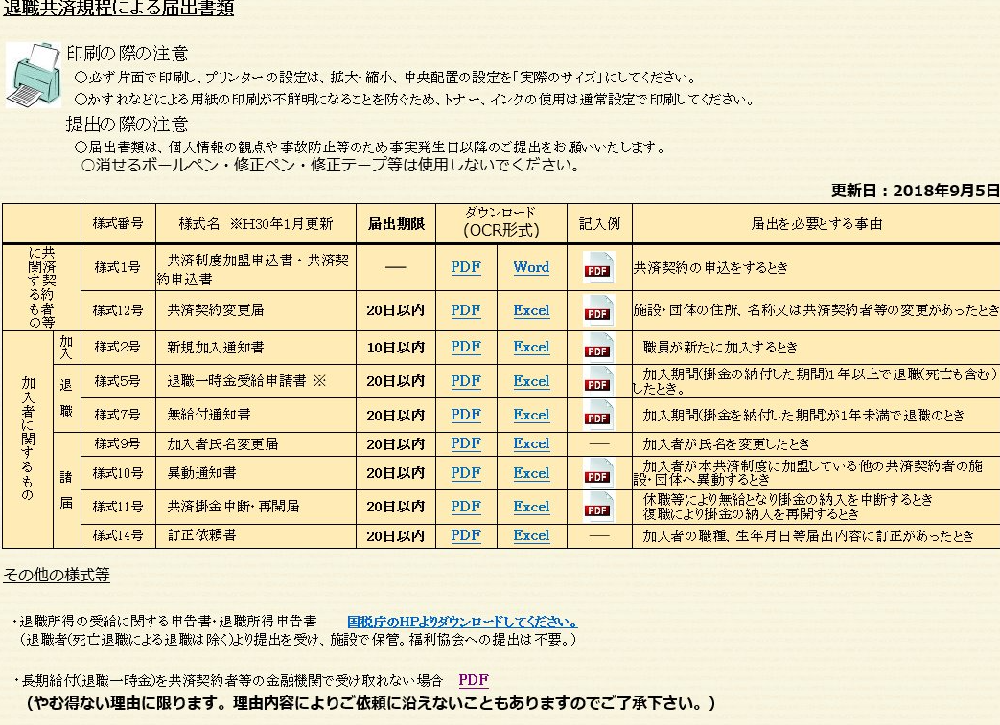 退職共済規程による届出書類
印刷の際の注意
○必ず片面で印刷し、プリンターの設定は、拡大・縮小、中央配置の設定を「実際のサイズ」にしてください。
○かすれなどによる用紙の印刷が不鮮明になることを防ぐため、トナー、インクの使用は通常設定で印刷してください。
提出の際の注意
○届出書類は、個人情報の観点や事故防止等のため事実発生日以降のご提出をお願いいたします。
○消せるボールペン・修正ペン・修正テープ等は使用しないでください。
更新日：2018年9月5日
様式番号 様式名 ※H30年1月更新 届出期限 ダウンロード 記入例 届出を必要とする事由
(OCR形式)
共済契約者等に関するもの
様式1号 共済制度加盟申込書・共済契 ── PDF Word PDF 共済契約の申込をするとき
約申込書
様式12号 共済契約変更届 20日以内 PDF Excel PDF 施設・団体の住所、名称又は共済契約者等の変更があったとき
加入者に関するもの
加入
様式2号 新規加入通知書 10日以内 PDF Excel PDF 職員が新たに加入するとき
退職
様式5号 退職一時金受給申請書 ※ 20日以内 PDF Excel PDF 加入期間(掛金の納付した期間)1年以上で退職(死亡も含む)
したとき。
様式7号 無給付通知書 20日以内 PDF Excel PDF 加入期間(掛金を納付した期間)が1年未満で退職のとき
諸届
様式9号 加入者氏名変更届 20日以内 PDF Excel ── 加入者が氏名を変更したとき
様式10号 異動通知書 20日以内 PDF Excel PDF 加入者が本共済制度に加盟している他の共済契約者の施
設・団体へ異動するとき
様式11号 共済掛金中断・再開届 20日以内 PDF Excel PDF 休職等により無給となり掛金の納入を中断するとき
復職により掛金の納入を再開するとき
様式14号 訂正依頼書 20日以内 PDF Excel ── 加入者の職種、生年月日等届出内容に訂正があったとき
その他の様式等
・退職所得の受給に関する申告書・退職所得申告書 国税庁のHPよりダウンロードしてください。
（退職者(死亡退職による退職は除く)より提出を受け、施設で保管。福利協会への提出は不要。）
・長期給付(退職一時金)を共済契約者等の金融機関で受け取れない場合 PDF
(やむ得ない理由に限ります。理由内容によりご依頼に沿えないこともありますのでご了承下さい。)